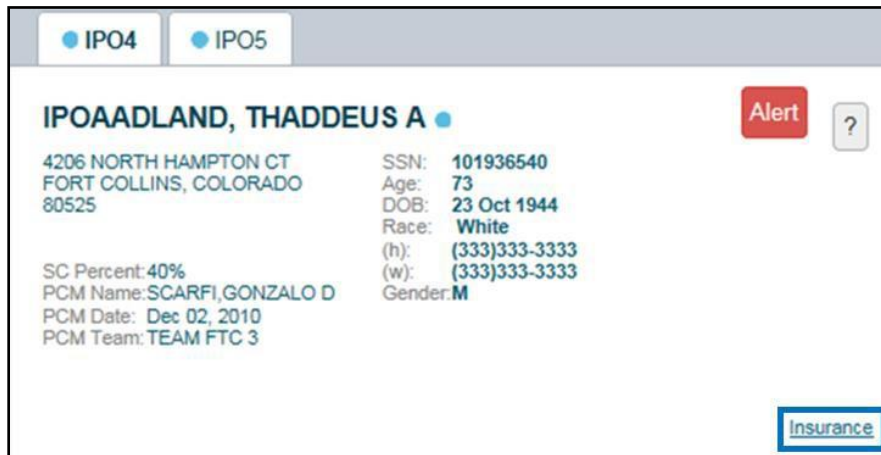 IPO4 IPO5
IPOAADLAND, THADDEUS A
Alert
?
4206 NORTH HAMPTON CT
FORT COLLINS, COLORADO
80525
SSN: 101936540
Age: 73
DOB: 23 Oct 1944
Race: White
(h): (333)333-3333
(w): (333)333-3333
Gender:M
SC Percent:40%
PCM Name:SCARFI,GONZALO D
PCM Date: Dec 02, 2010
PCM Team:TEAM FTC 3
Insurance